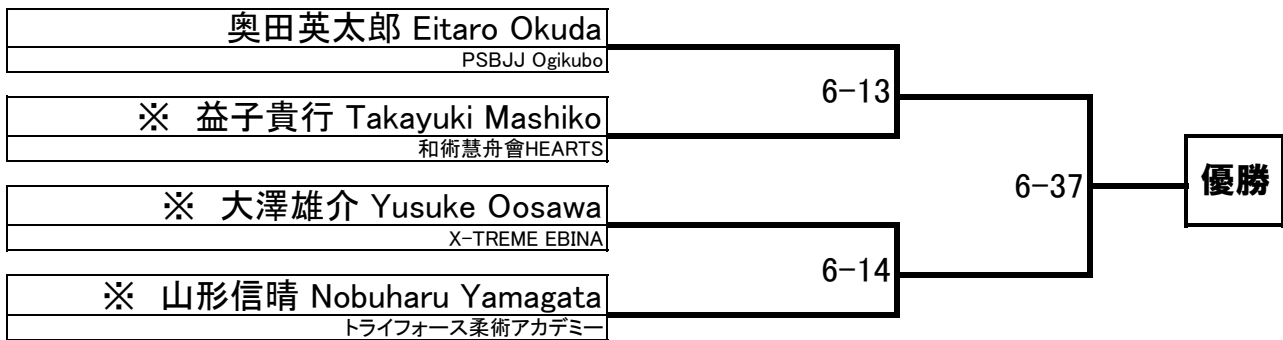 奥田英太郎 Eitaro Okuda
PSBJJ Ogikubo
6-13
※ 益子貴行 Takayuki Mashiko
和術慧舟會HEARTS
6-37
優勝
※ 大澤雄介 Yusuke Oosawa
X-TREME EBINA
6-14
※ 山形信晴 Nobuharu Yamagata
トライフォース柔術アカデミー